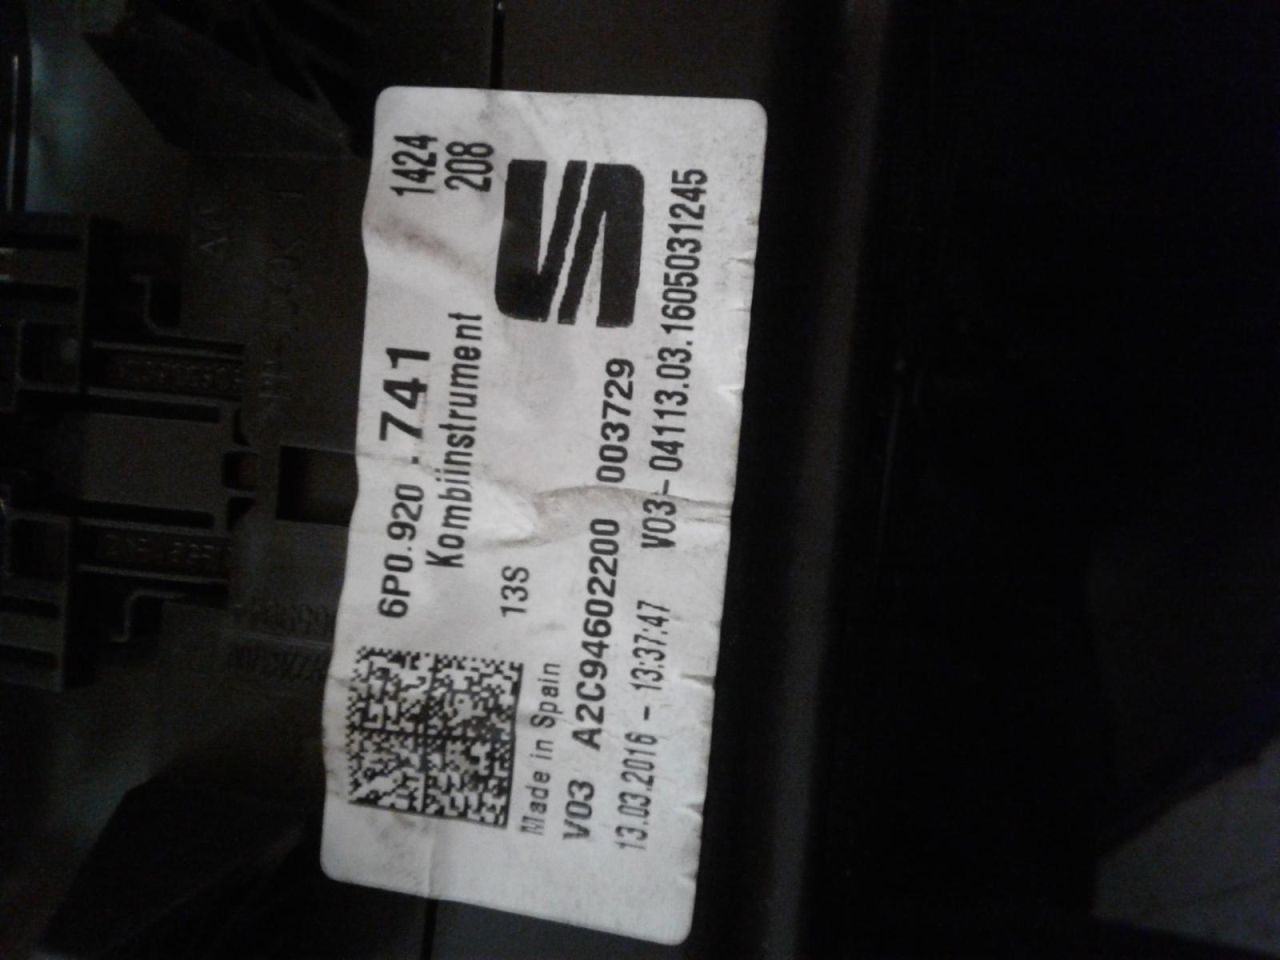 6P0.920.741 1424
Kombiinstrument 208
13S
Made in Spain
V03 A2C94602200 003729
13.03.2016 - 13:37:47 V03 - 04113.03.1605031245